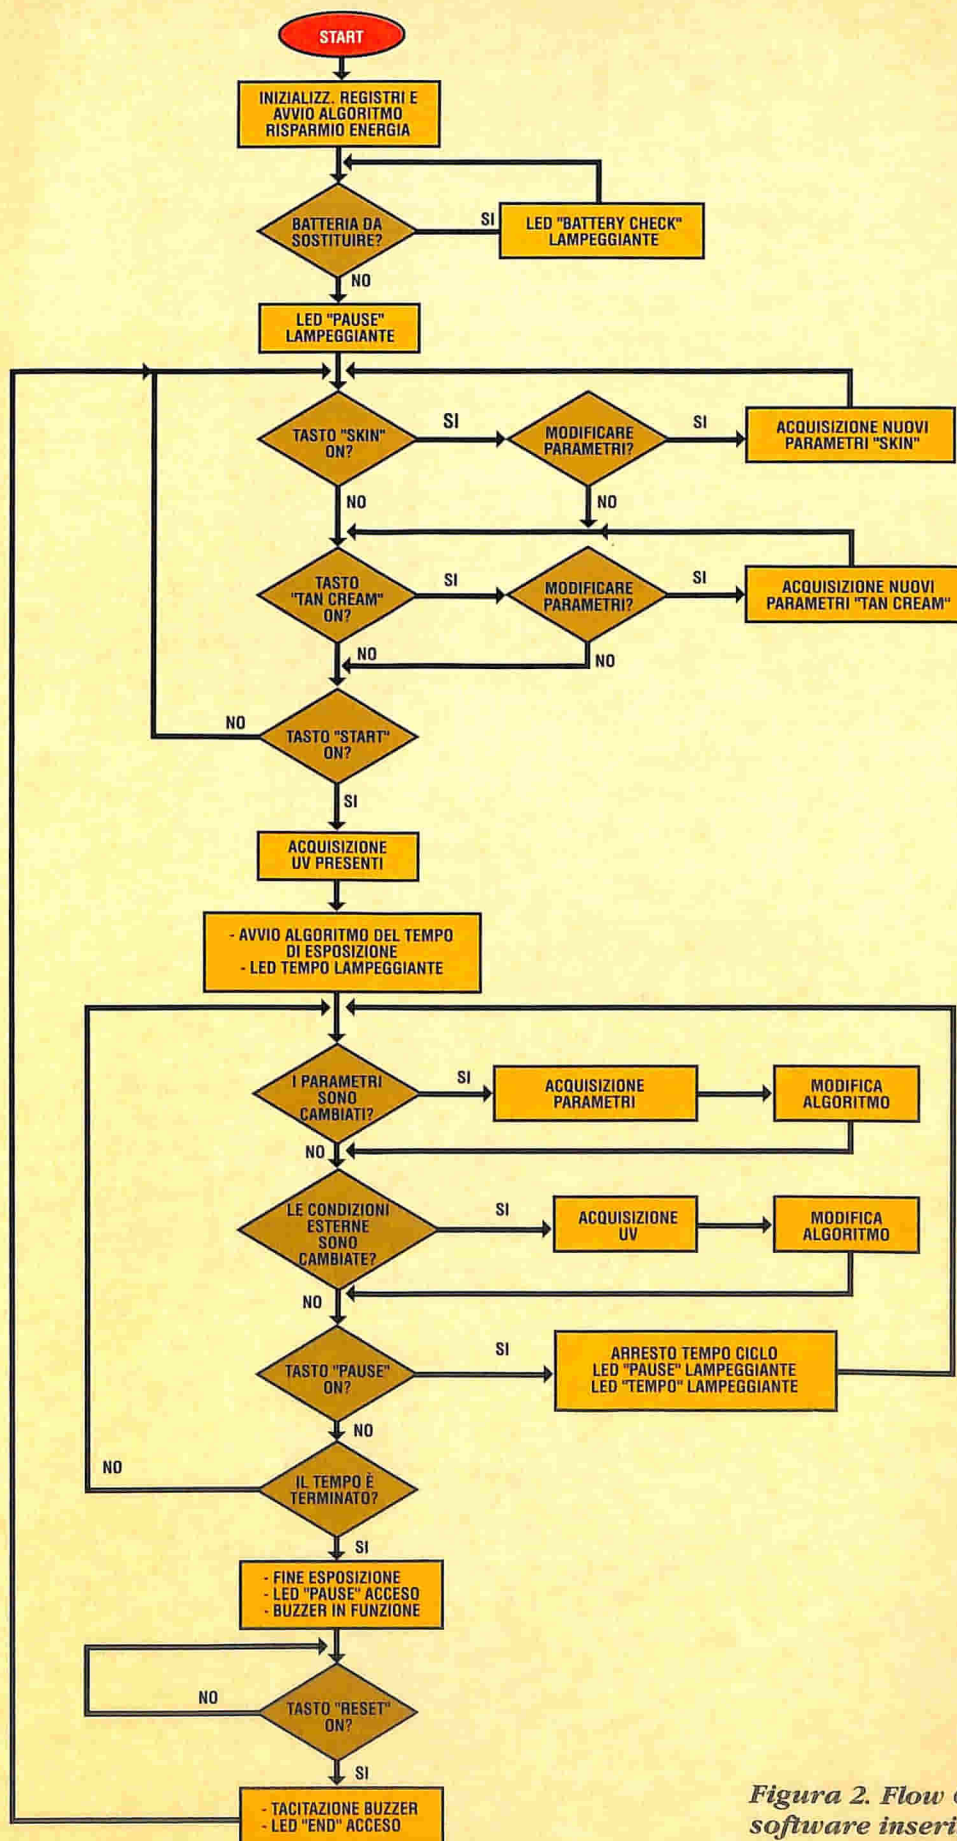 START
INIZIALIZZ. REGISTRI E
AVVIO ALGORITMO
RISPARMIO ENERGIA
BATTERIA DA
SOSTITUIRE?
SI
LED "BATTERY CHECK"
LAMPEGGIANTE
NO
LED "PAUSE"
LAMPEGGIANTE
TASTO "SKIN"
ON?
SI
MODIFICARE
PARAMETRI?
SI
ACQUISIZIONE NUOVI
PARAMETRI "SKIN"
NO
NO
TASTO
"TAN CREAM"
ON?
SI
MODIFICARE
PARAMETRI?
SI
ACQUISIZIONE NUOVI
PARAMETRI "TAN CREAM"
NO
NO
TASTO "START"
ON?
NO
SI
ACQUISIZIONE
UV PRESENTI
- AVVIO ALGORITMO DEL TEMPO
DI ESPOSIZIONE
- LED TEMPO LAMPEGGIANTE
I PARAMETRI
SONO
CAMBIATI?
SI
ACQUISIZIONE
PARAMETRI
MODIFICA
ALGORITMO
NO
LE CONDIZIONI
ESTERNE
SONO
CAMBIATE?
SI
ACQUISIZIONE
UV
MODIFICA
ALGORITMO
NO
TASTO "PAUSE"
ON?
SI
ARRESTO TEMPO CICLO
LED "PAUSE" LAMPEGGIANTE
LED "TEMPO" LAMPEGGIANTE
NO
IL TEMPO È
TERMINATO?
NO
SI
- FINE ESPOSIZIONE
- LED "PAUSE" ACCESO
- BUZZER IN FUNZIONE
TASTO "RESET"
ON?
NO
SI
- TACITAZIONE BUZZER
- LED "END" ACCESO
Figura 2. Flow
software